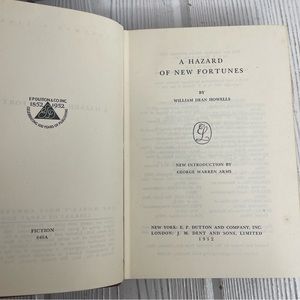 E.P. DUTTON & CO., INC.
1852 1952
FICTION
A HAZARD
OF NEW FORTUNES
BY
WILLIAM DEAN HOWELLS
EL
NEW INTRODUCTION BY
GEORGE WARREN ARMS
NEW YORK: E. P. DUTTON AND COMPANY, INC.
LONDON: J. M. DENT AND SONS, LIMITED
1952